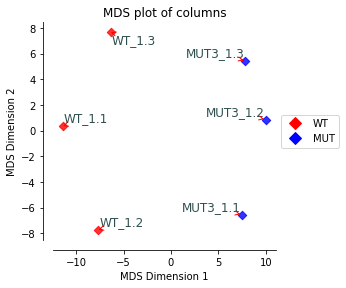 MDS plot of columns
8
6
4
2
0
−2
−4
−6
−8
MDS Dimension 2
WT_1.3
MUT3_1.3
WT_1.1
MUT3_1.2
MUT3_1.1
WT_1.2
WT
MUT
−10
−5
0
5
10
MDS Dimension 1